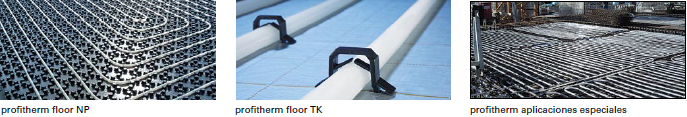 profitherm floor NP
profitherm floor TK
profitherm aplicaciones especiales